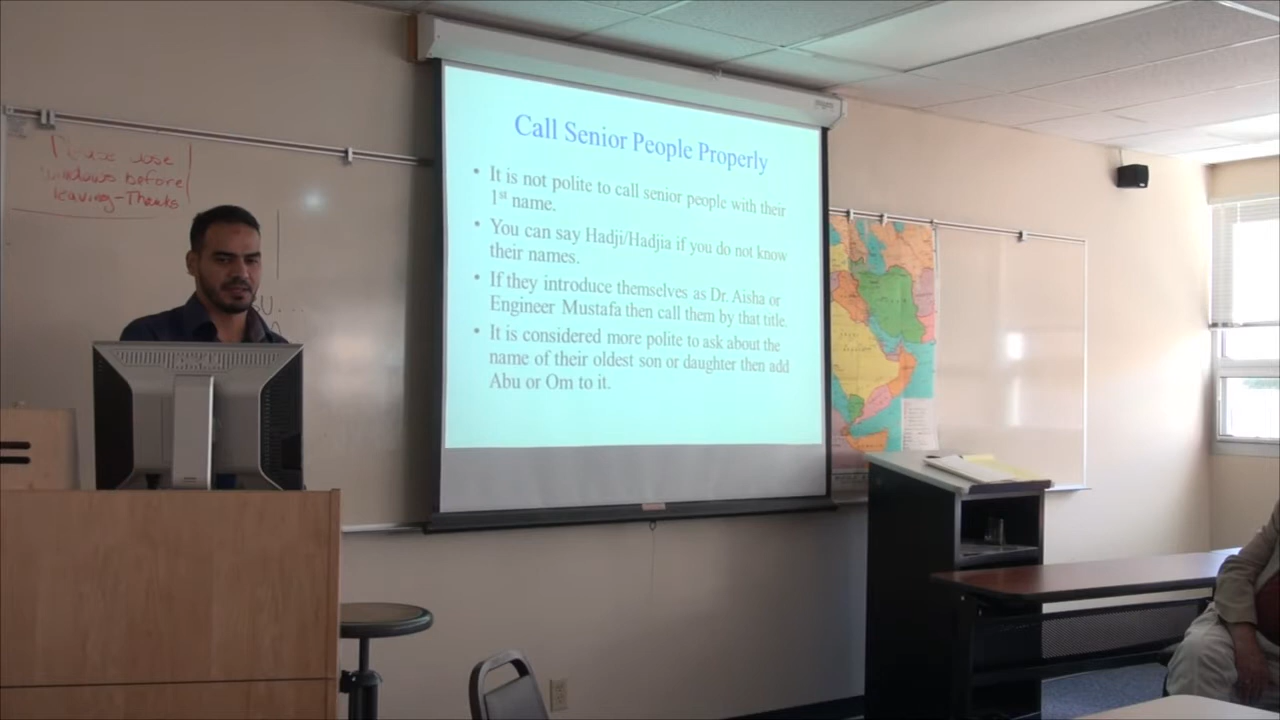 Please close
windows before
leaving-Thanks
Call Senior People Properly
• It is not polite to call senior people with their
1st name.
• You can say Hadji/Hadjia if you do not know
their names.
• If they introduce themselves as Dr. Aisha or
Engineer Mustafa then call them by that title.
• It is considered more polite to ask about the
name of their oldest son or daughter then add
Abu or Om to it.